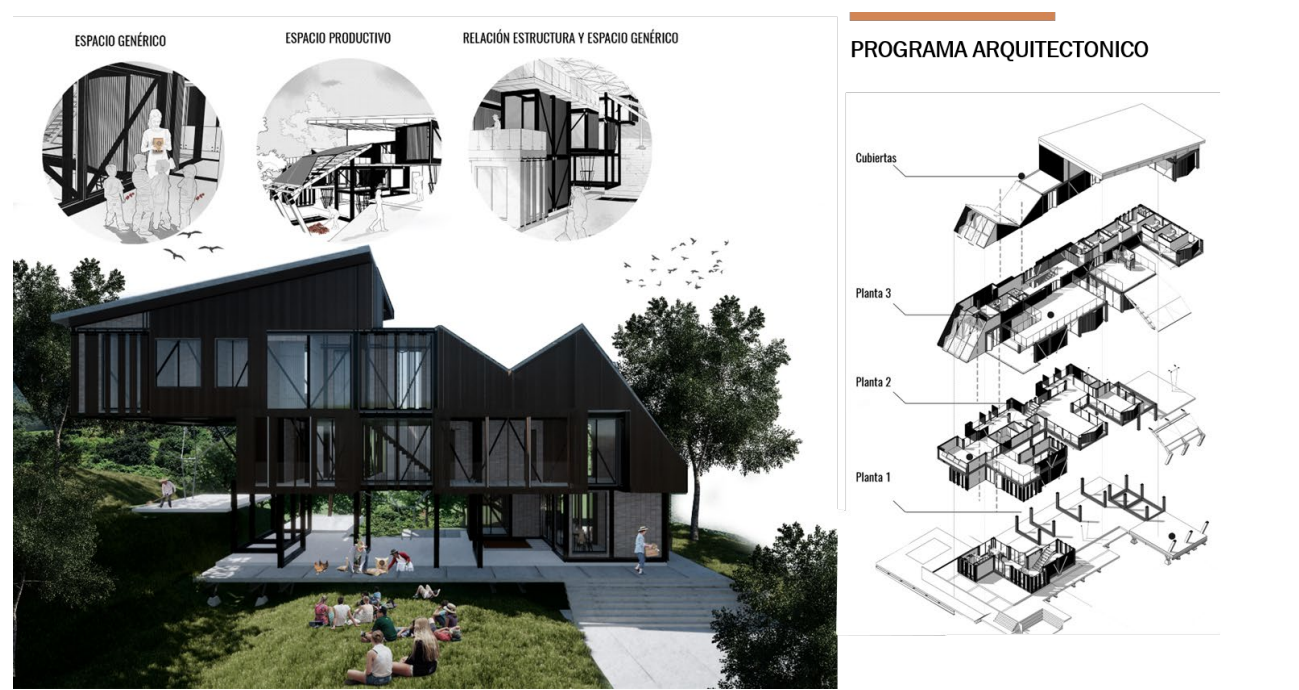 ESPACIO GENÉRICO
ESPACIO PRODUCTIVO
RELACIÓN ESTRUCTURA Y ESPACIO GENÉRICO
PROGRAMA ARQUITECTONICO
Cubiertas
Planta 3
Planta 2
Planta 1